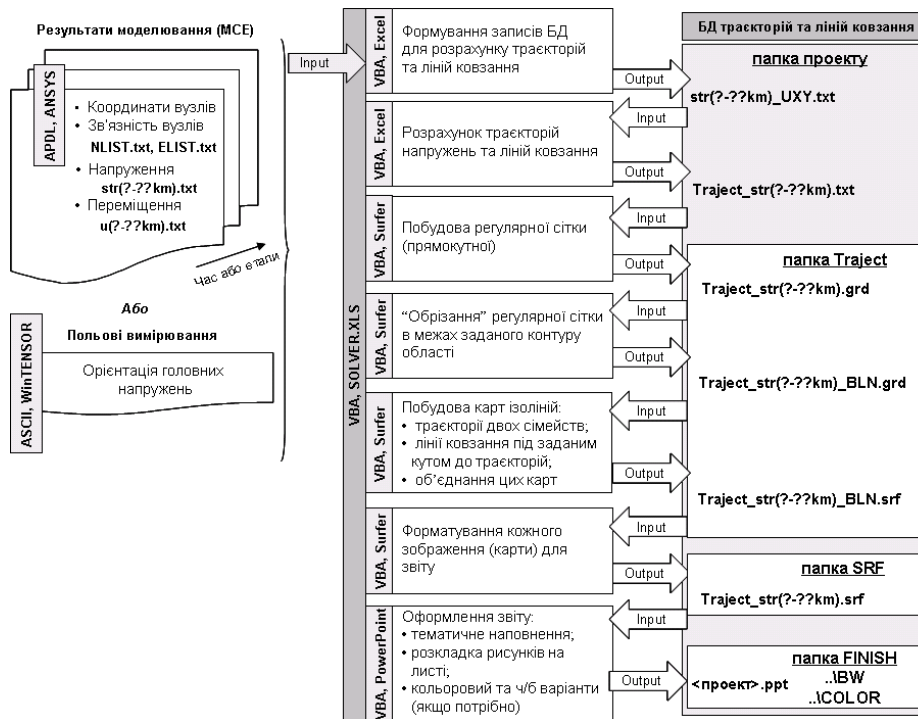 Результати моделювання (МСЕ)
APDL, ANSYS
• Координати вузлів
• Зв'язність вузлів
NLIST.txt, ELIST.txt
• Напруження
str(?-??km).txt
• Переміщення
u(?-??km).txt
Час або етапи
Або
Польові вимірювання
ASCII, WinTENSOR
Орієнтація головних
напружень
Input
VBA, SOLVER.XLS
VBA, Excel
Формування записів БД
для розрахунку траєкторій
та ліній ковзання
Output
VBA, Excel
Розрахунок траєкторій
напружень та ліній ковзання
Input
Output
VBA, Surfer
Побудова регулярної сітки
(прямокутної)
Input
Output
VBA, Surfer
“Обрізання” регулярної сітки
в межах заданого контуру
області
Input
Output
VBA, Surfer
Побудова карт ізоліній:
• траєкторії двох сімейств;
• лінії ковзання під заданим
кутом до траєкторій;
• об’єднання цих карт
Input
Output
VBA, Surfer
Форматування кожного
зображення (карти) для
звіту
Input
Output
VBA, PowerPoint
Оформлення звіту:
• тематичне наповнення;
• розкладка рисунків на
листі;
• кольоровий та ч/б варіанти
(якщо потрібно)
Input
Output
БД траєкторій та ліній ковзання
папка проекту
str(?-??km)_UXY.txt
Traject_str(?-??km).txt
папка Traject
Traject_str(?-??km).grd
Traject_str(?-??km)_BLN.grd
Traject_str(?-??km)_BLN.srf
папка SRF
Traject_str(?-??km).srf
папка FINISH
<проект>.ppt
..\BW
..\COLOR